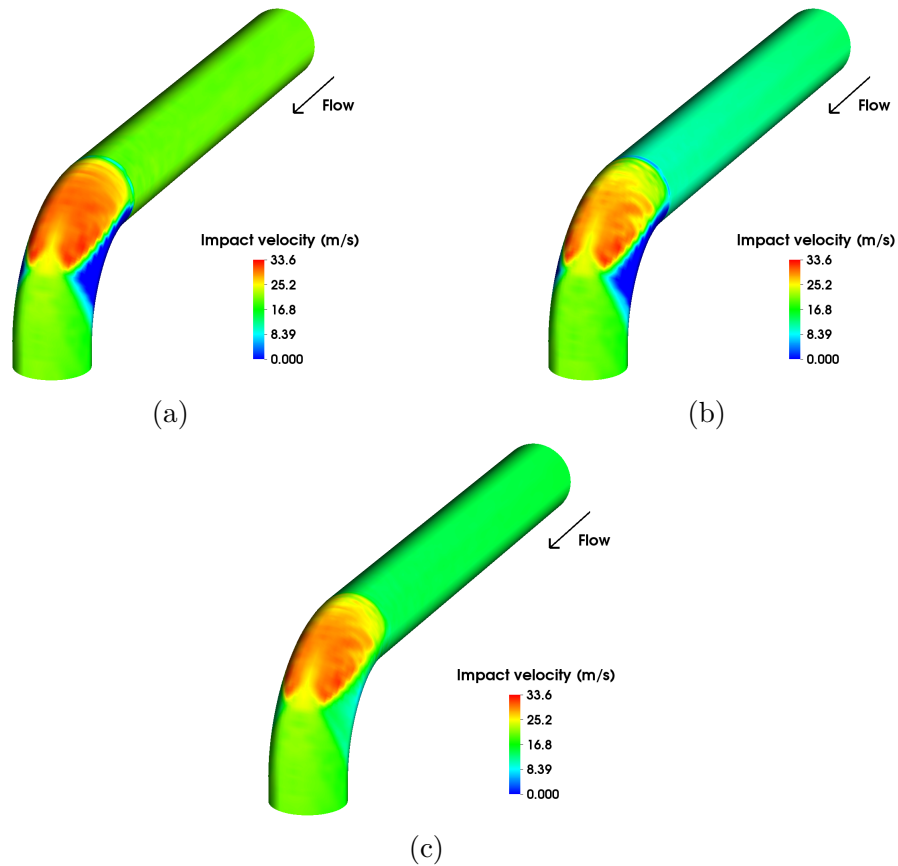 Flow
Impact velocity (m/s)
33.6
25.2
16.8
8.39
0.000
(a)
Flow
Impact velocity (m/s)
33.6
25.2
16.8
8.39
0.000
(b)
Flow
Impact velocity (m/s)
33.6
25.2
16.8
8.39
0.000
(c)